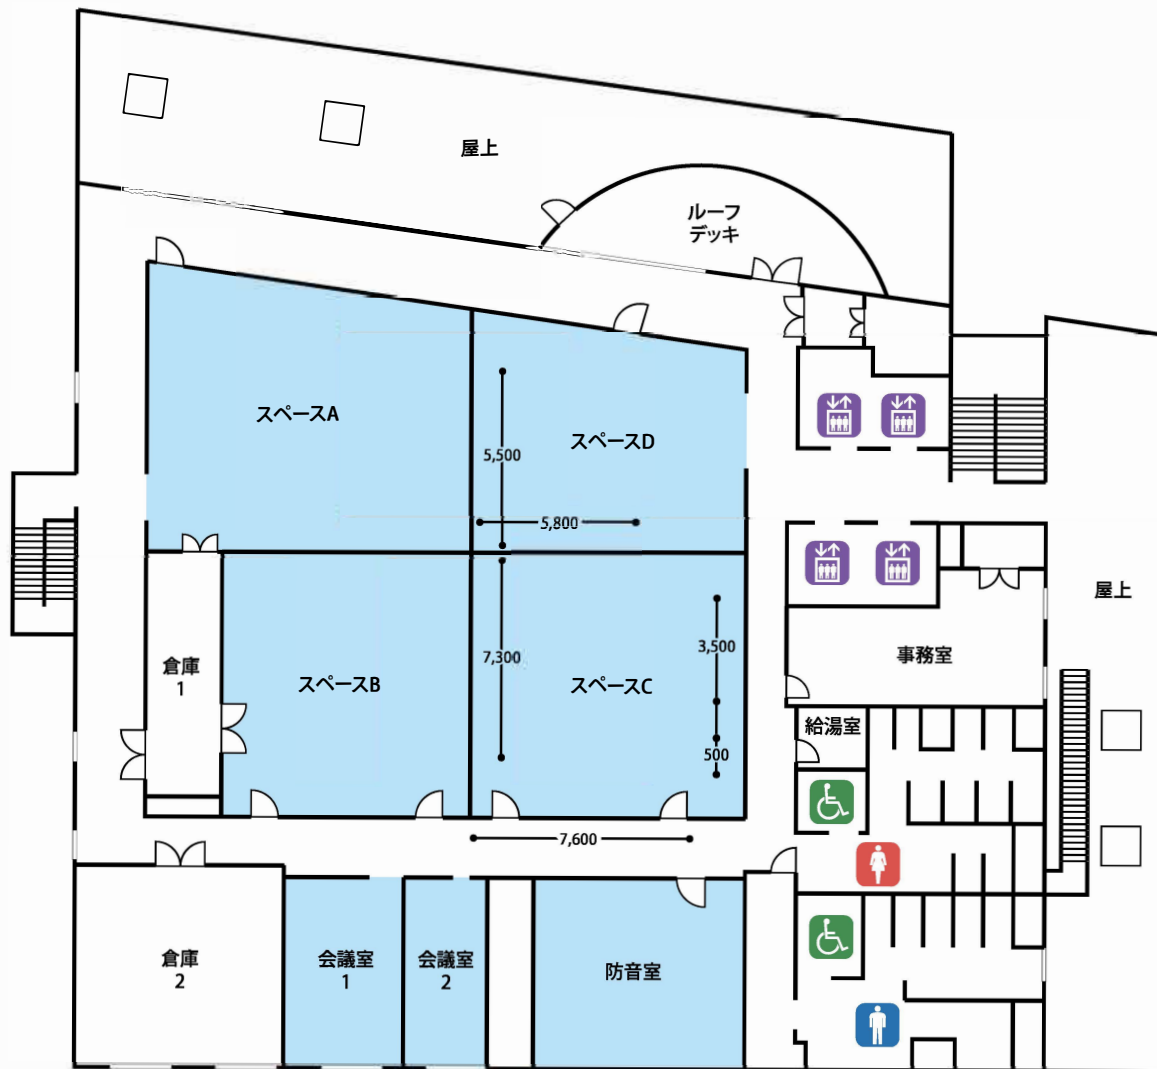 屋上
ルーフ
デッキ
スペースA
スペースD
5,500
5,800
倉庫
1
スペースB
7,300
スペースC
3,500
500
7,600
事務室
屋上
給湯室
倉庫
2
会議室
1
会議室
2
防音室